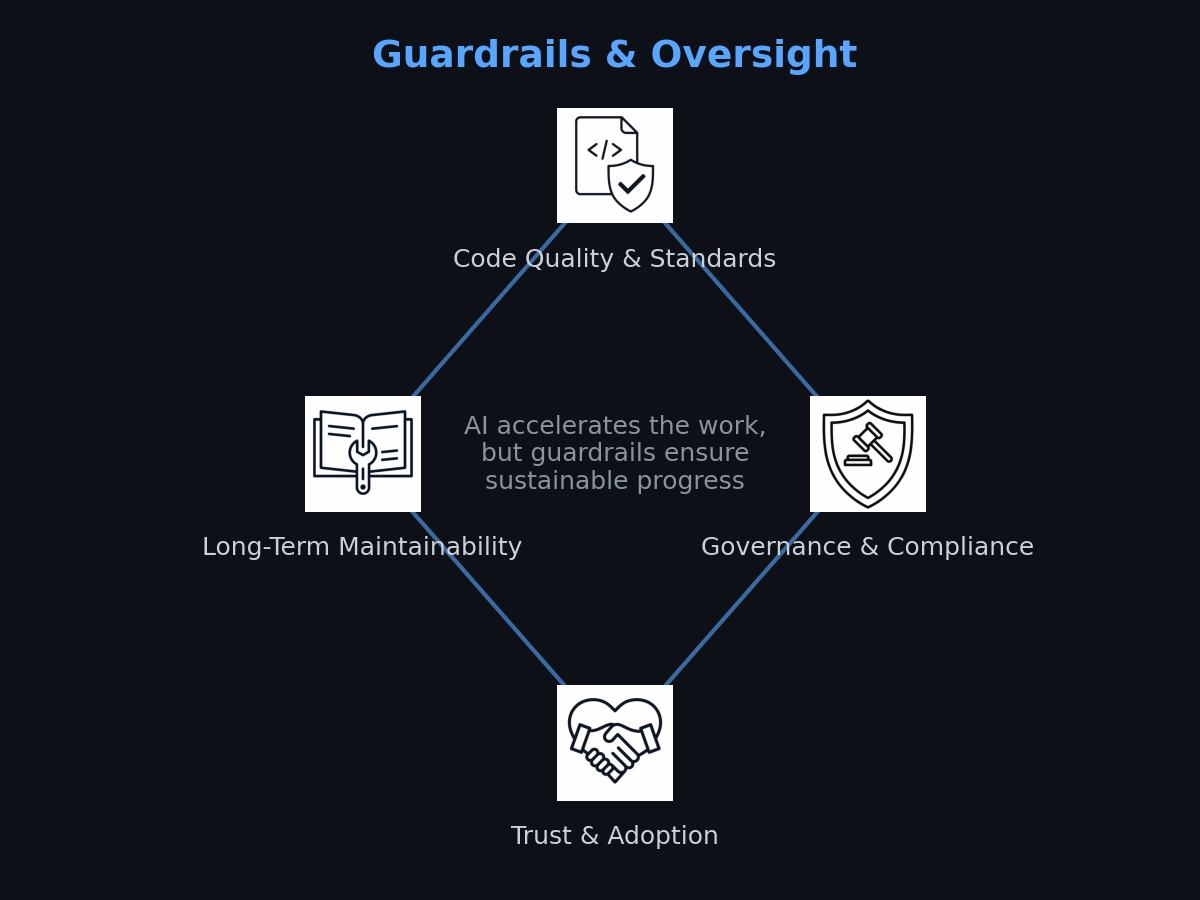 Guardrails & Oversight
</>
Code Quality & Standards
AI accelerates the work,
but guardrails ensure
sustainable progress
Long-Term Maintainability
Governance & Compliance
Trust & Adoption